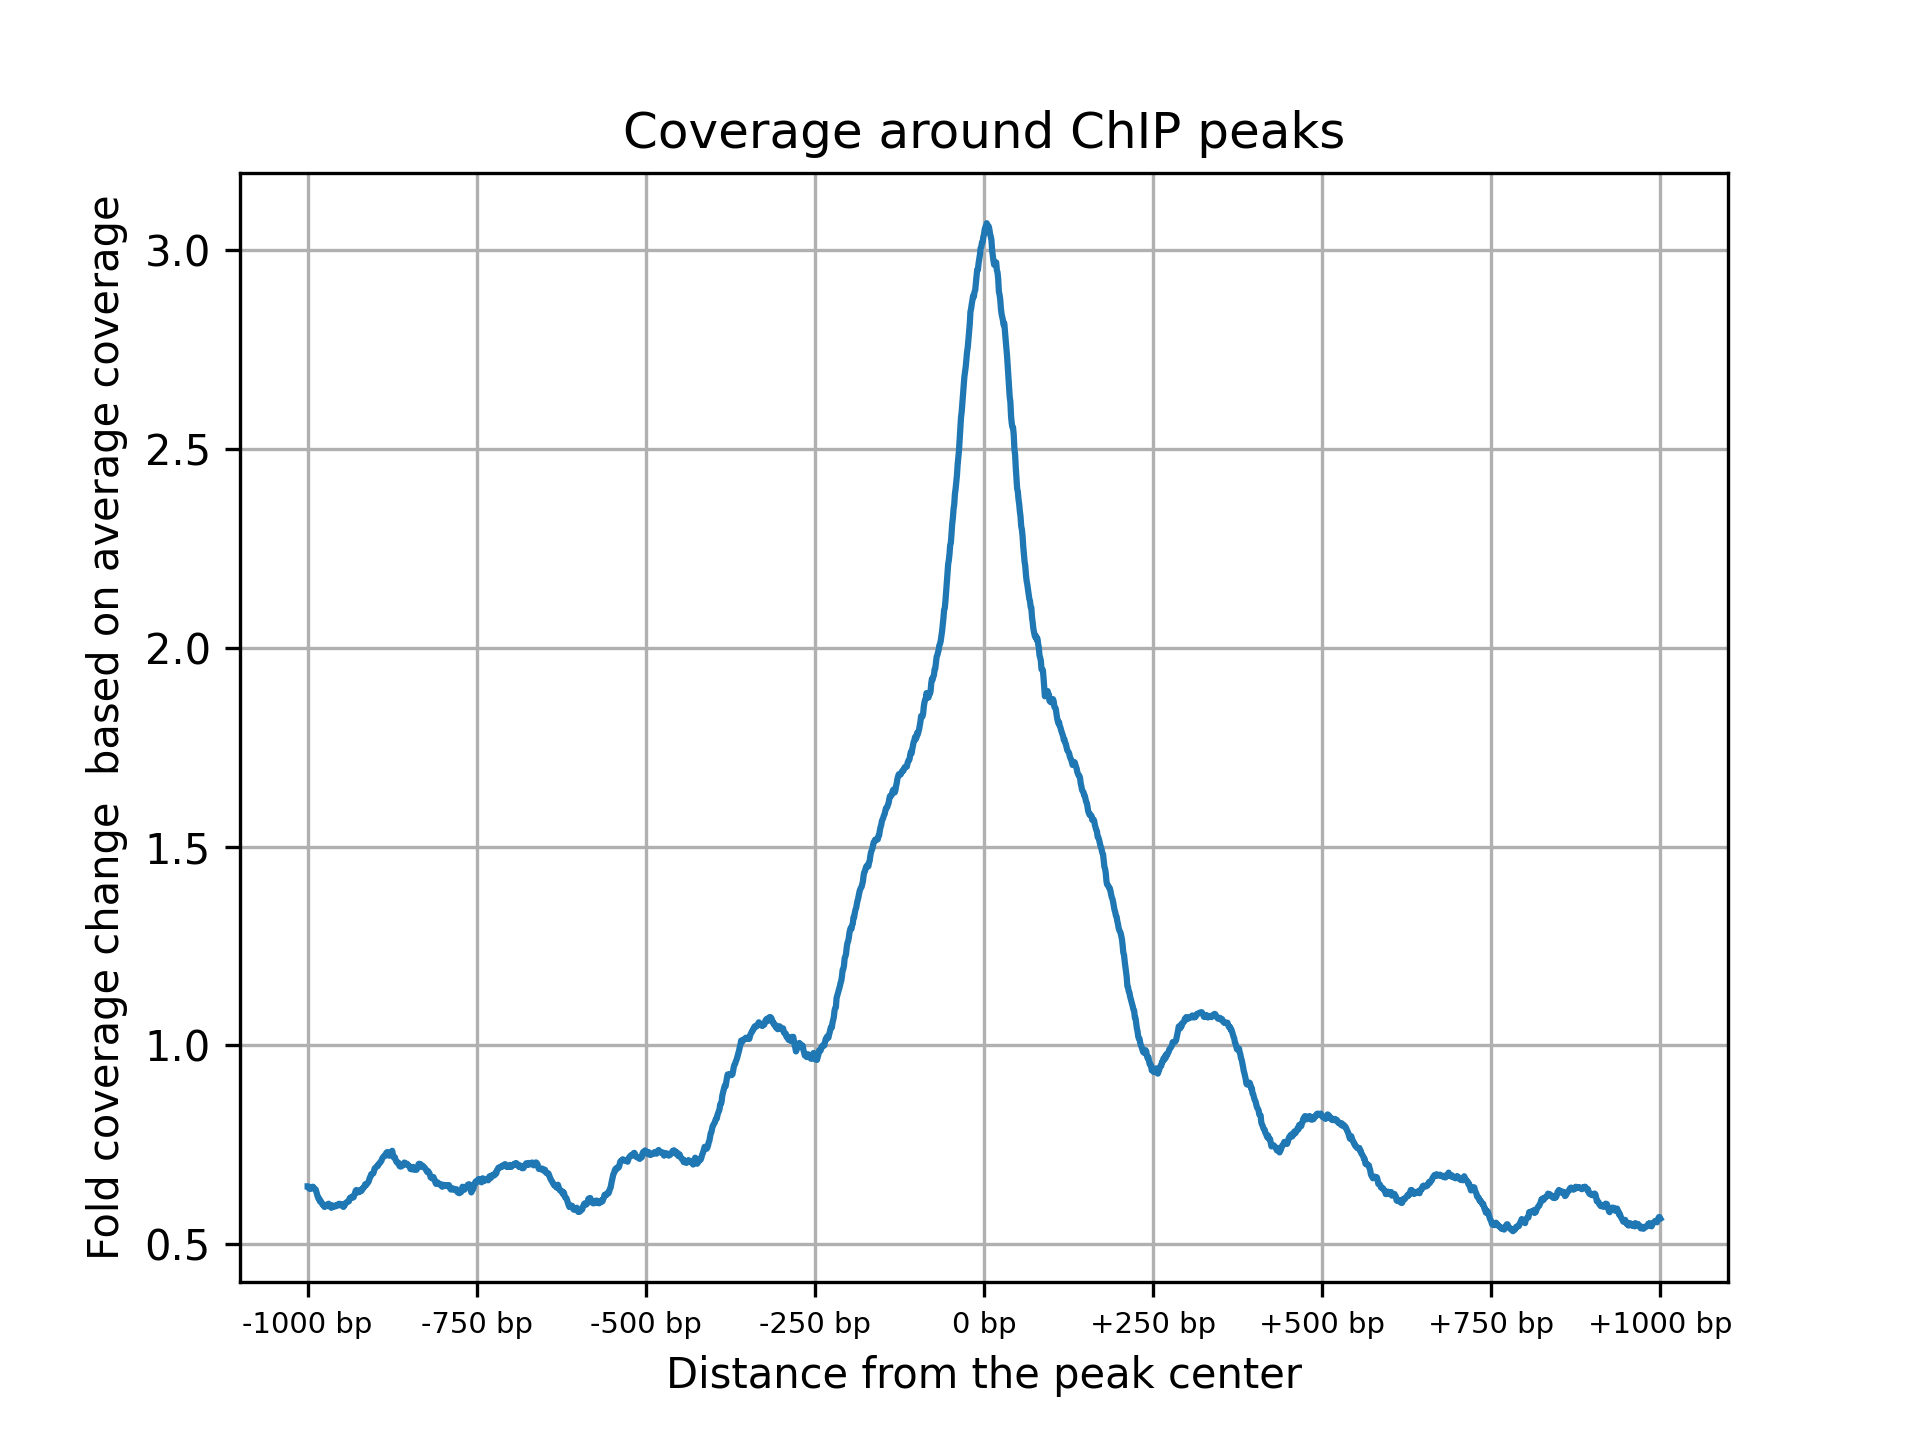 Coverage around ChIP peaks
Fold coverage change  based on average coverage
3.0
2.5
2.0
1.5
1.0
0.5
-1000 bp -750 bp -500 bp -250 bp 0 bp +250 bp +500 bp +750 bp +1000 bp
Distance from the peak center